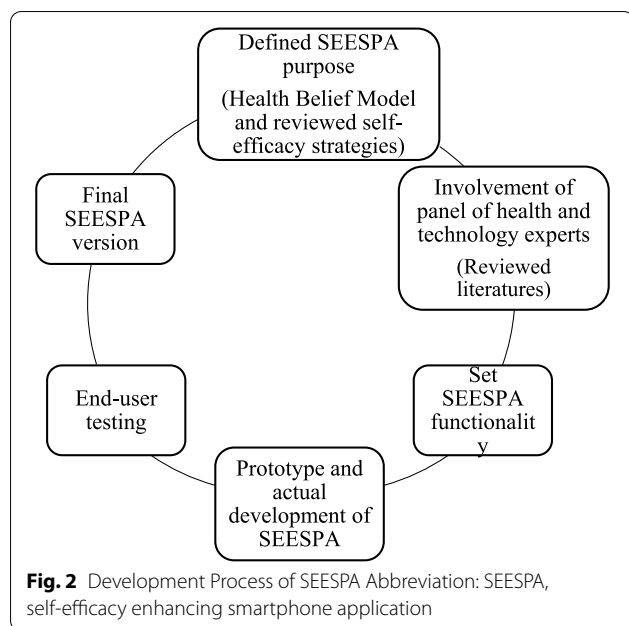 Defined SEESPA
purpose
(Health Belief Model
and reviewed self-
efficacy strategies)
Involvement of
panel of health and
technology experts
(Reviewed
literatures)
Set
SEESPA
functionalit
y
Prototype and
actual
development of
SEESPA
End-user
testing
Final
SEESPA
version
Fig. 2 Development Process of SEESPA Abbreviation: SEESPA,
self-efficacy enhancing smartphone application